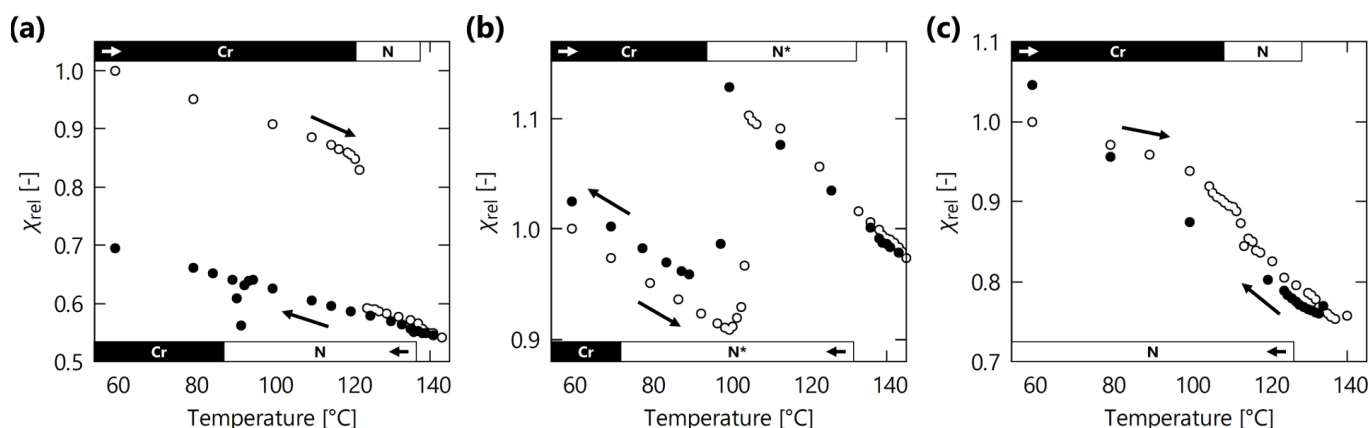 (a)
Cr N
1.0
0.9
0.8
0.7
0.6
0.5
χrel [-]
Cr N
60 80 100 120 140
Temperature [°C]
(b)
Cr N*
1.1
1.0
0.9
χrel [-]
Cr N*
60 80 100 120 140
Temperature [°C]
(c)
Cr N
1.1
1.0
0.9
0.8
0.7
χrel [-]
N
60 80 100 120 140
Temperature [°C]